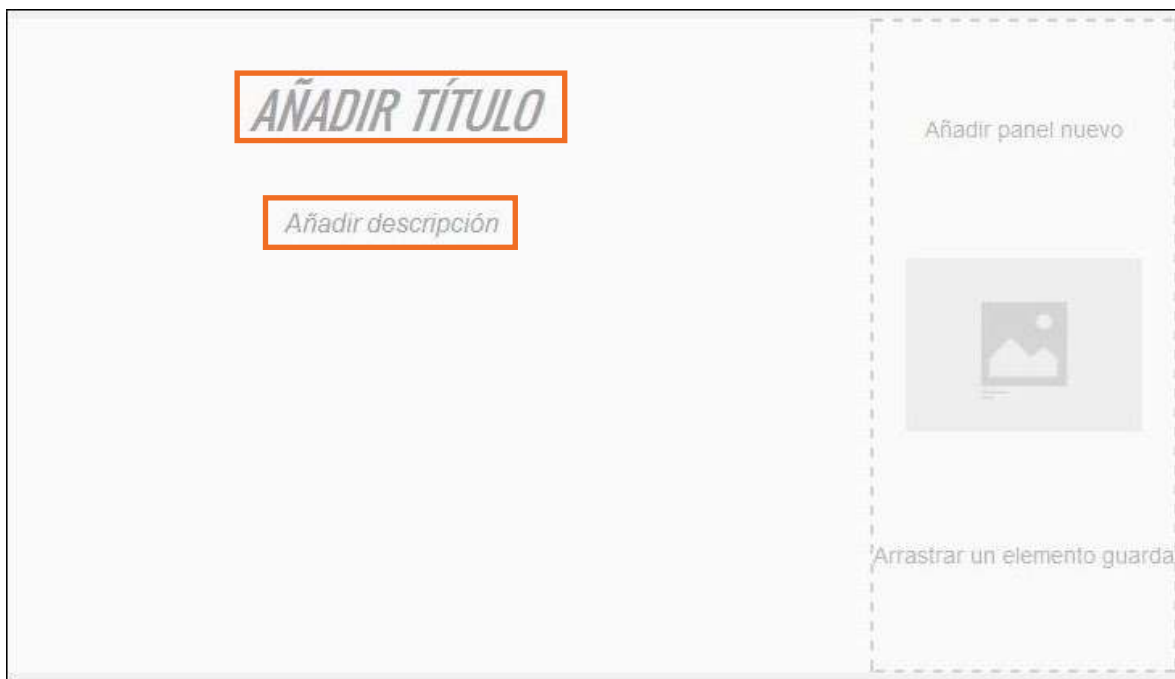 AÑADIR TÍTULO
Añadir descripción
Añadir panel nuevo
Arrastrar un elemento guarda